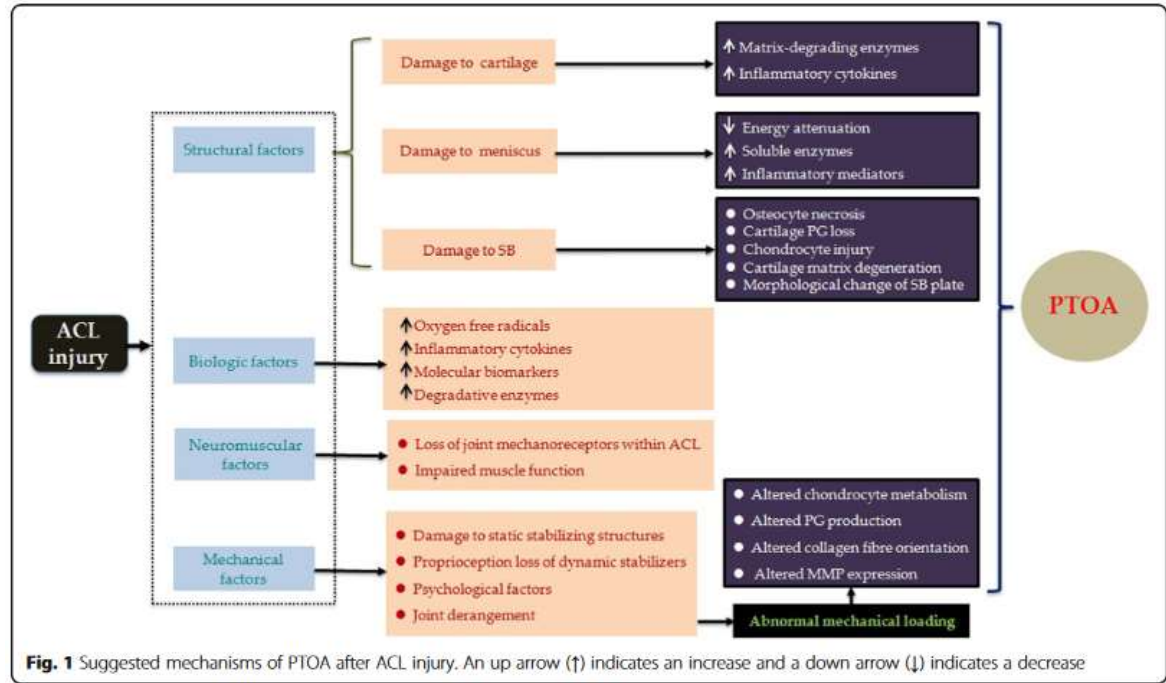 ACL
injury
Structural factors
Damage to cartilage
↑ Matrix-degrading enzymes
↑ Inflammatory cytokines
Damage to meniscus
↓ Energy attenuation
↑ Soluble enzymes
↑ Inflammatory mediators
Damage to SB
● Osteocyte necrosis
● Cartilage PG loss
● Chondrocyte injury
● Cartilage matrix degeneration
● Morphological change of SB plate
Biologic factors
↑ Oxygen free radicals
↑ Inflammatory cytokines
↑ Molecular biomarkers
↑ Degradative enzymes
Neuromuscular
factors
● Loss of joint mechanoreceptors within ACL
● Impaired muscle function
Mechanical
factors
● Damage to static stabilizing structures
● Proprioception loss of dynamic stabilizers
● Psychological factors
● Joint derangement
Abnormal mechanical loading
● Altered chondrocyte metabolism
● Altered PG production
● Altered collagen fibre orientation
● Altered MMP expression
PTOA
Fig. 1 Suggested mechanisms of PTOA after ACL injury. An up arrow (↑) indicates an increase and a down arrow (↓) indicates a decrease